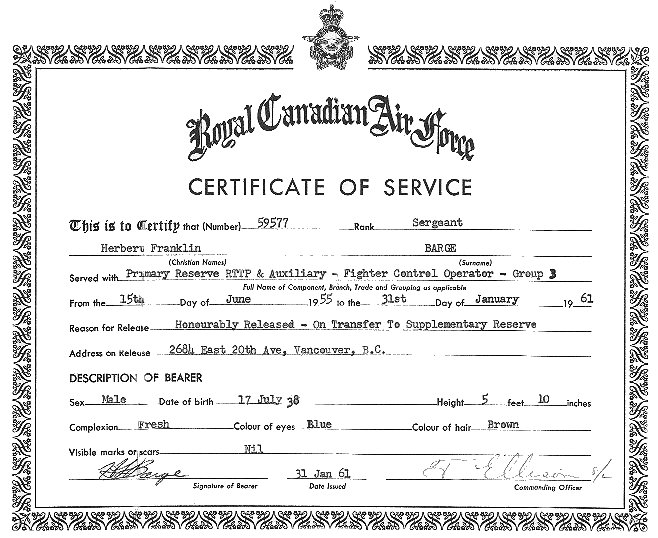 Royal Canadian Air Force
CERTIFICATE OF SERVICE
This is to Certify that (Number) 59577 Rank Sergeant
Herbert Franklin BARGE
(Christian Names) (Surname)
Served with Primary Reserve RTTP & Auxiliary - Fighter Control Operator - Group 3
Full Name of Component, Branch, Trade and Grouping as applicable
From the 15th Day of June 1955 to the 31st Day of January 1961
Reason for Release Honourably Released - On Transfer To Supplementary Reserve
Address on Release 2684 East 20th Ave, Vancouver, B.C.
DESCRIPTION OF BEARER
Sex Male Date of birth 17 July 38 Height 5 feet 10 inches
Complexion Fresh Colour of eyes Blue Colour of hair Brown
Visible marks or scars Nil
HF Barge 31 Jan 61
Signature of Bearer Date Issued Commanding Officer